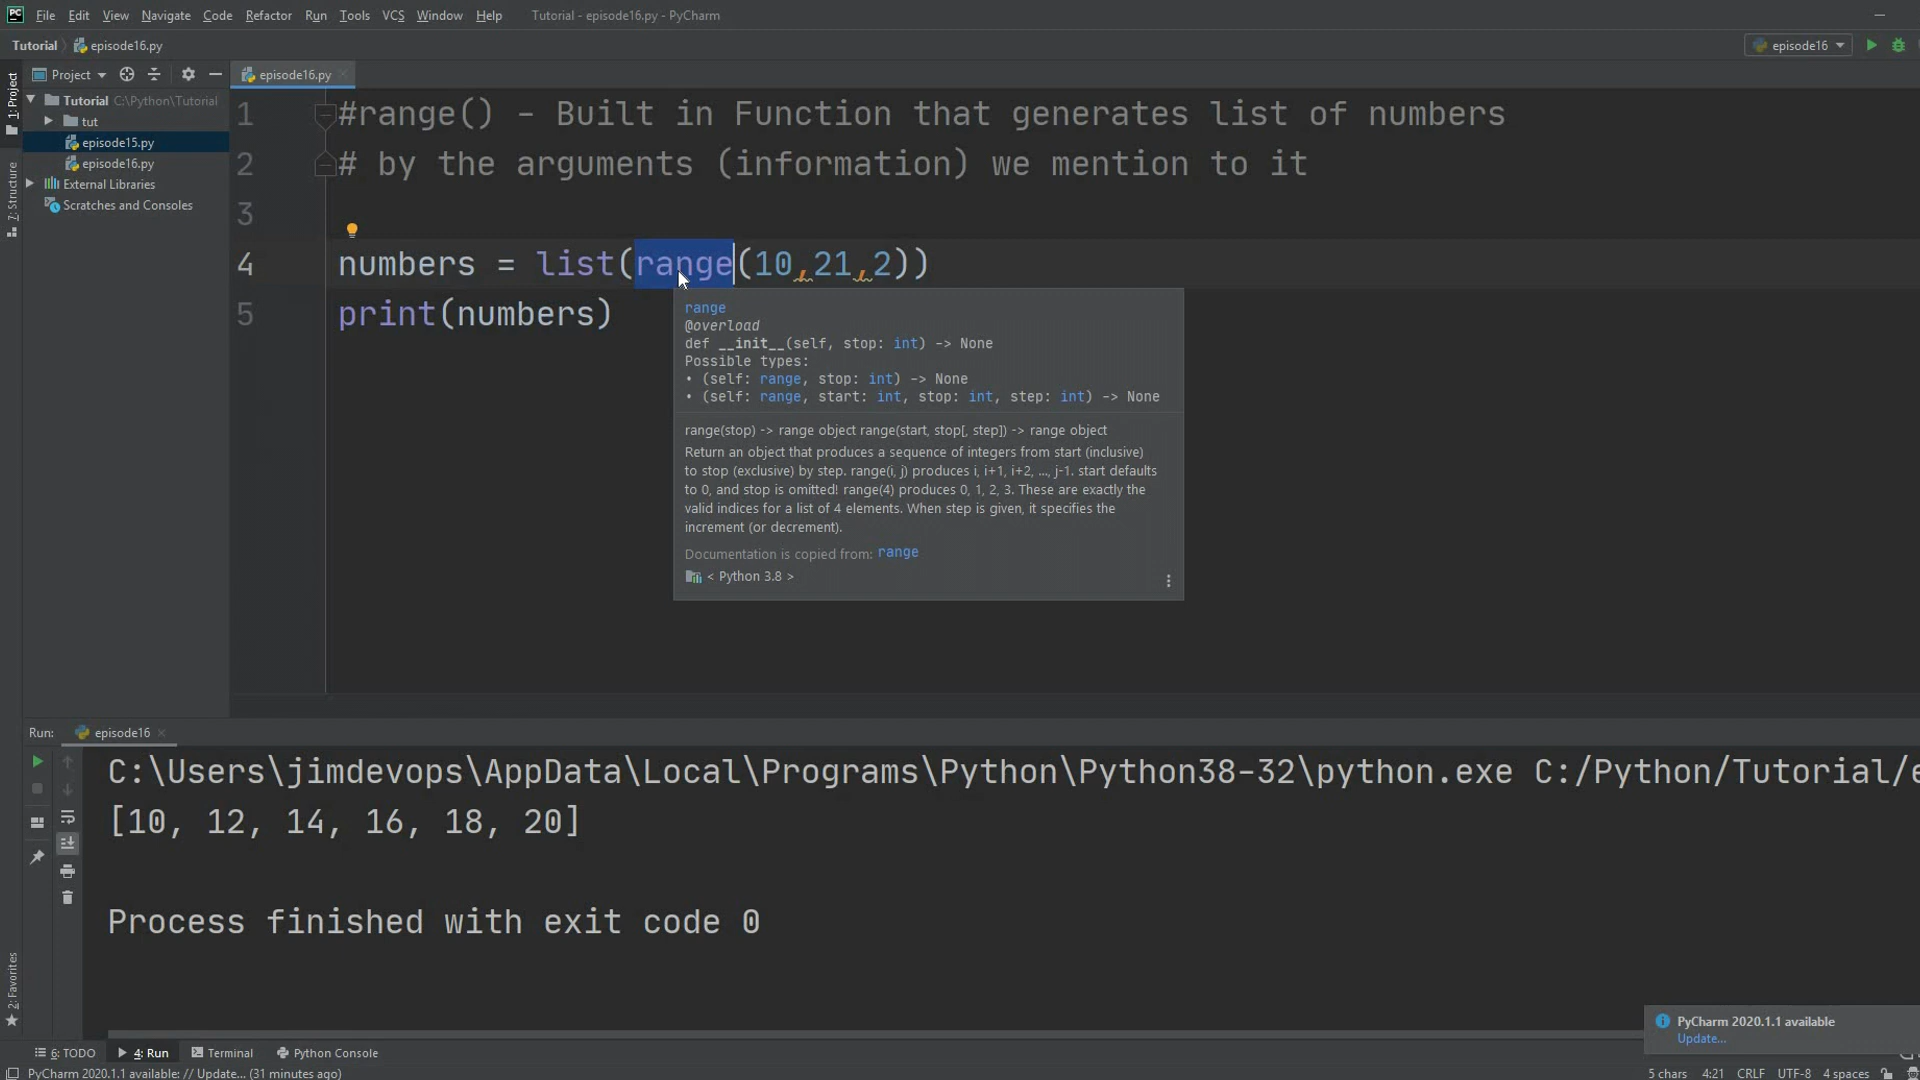 PC File Edit View Navigate Code Refactor Run Tools VCS Window Help Tutorial - episode16.py - PyCharm
Tutorial episode16.py episode16
1: Project
Project
episode16.py
Tutorial C:\Python\Tutorial
tut
episode15.py
episode16.py
External Libraries
Scratches and Consoles
7: Structure
1 #range() - Built in Function that generates list of numbers
2 # by the arguments (information) we mention to it
3
4 numbers = list(range(10,21,2))
5 print(numbers)
range
@overload
def __init__(self, stop: int) -> None
Possible types:
• (self: range, stop: int) -> None
• (self: range, start: int, stop: int, step: int) -> None
range(stop) -> range object range(start, stop[, step]) -> range object
Return an object that produces a sequence of integers from start (inclusive)
to stop (exclusive) by step. range(i, j) produces i, i+1, i+2, ..., j-1. start defaults
to 0, and stop is omitted! range(4) produces 0, 1, 2, 3. These are exactly the
valid indices for a list of 4 elements. When step is given, it specifies the
increment (or decrement).
Documentation is copied from: range
< Python 3.8 >
Run: episode16
C:\Users\jimdevops\AppData\Local\Programs\Python\Python38-32\python.exe C:/Python/Tutorial/e
[10, 12, 14, 16, 18, 20]
Process finished with exit code 0
2: Favorites
PyCharm 2020.1.1 available
Update...
6: TODO 4: Run Terminal Python Console
PyCharm 2020.1.1 available: // Update... (31 minutes ago) 5 chars 4:21 CRLF UTF-8 4 spaces